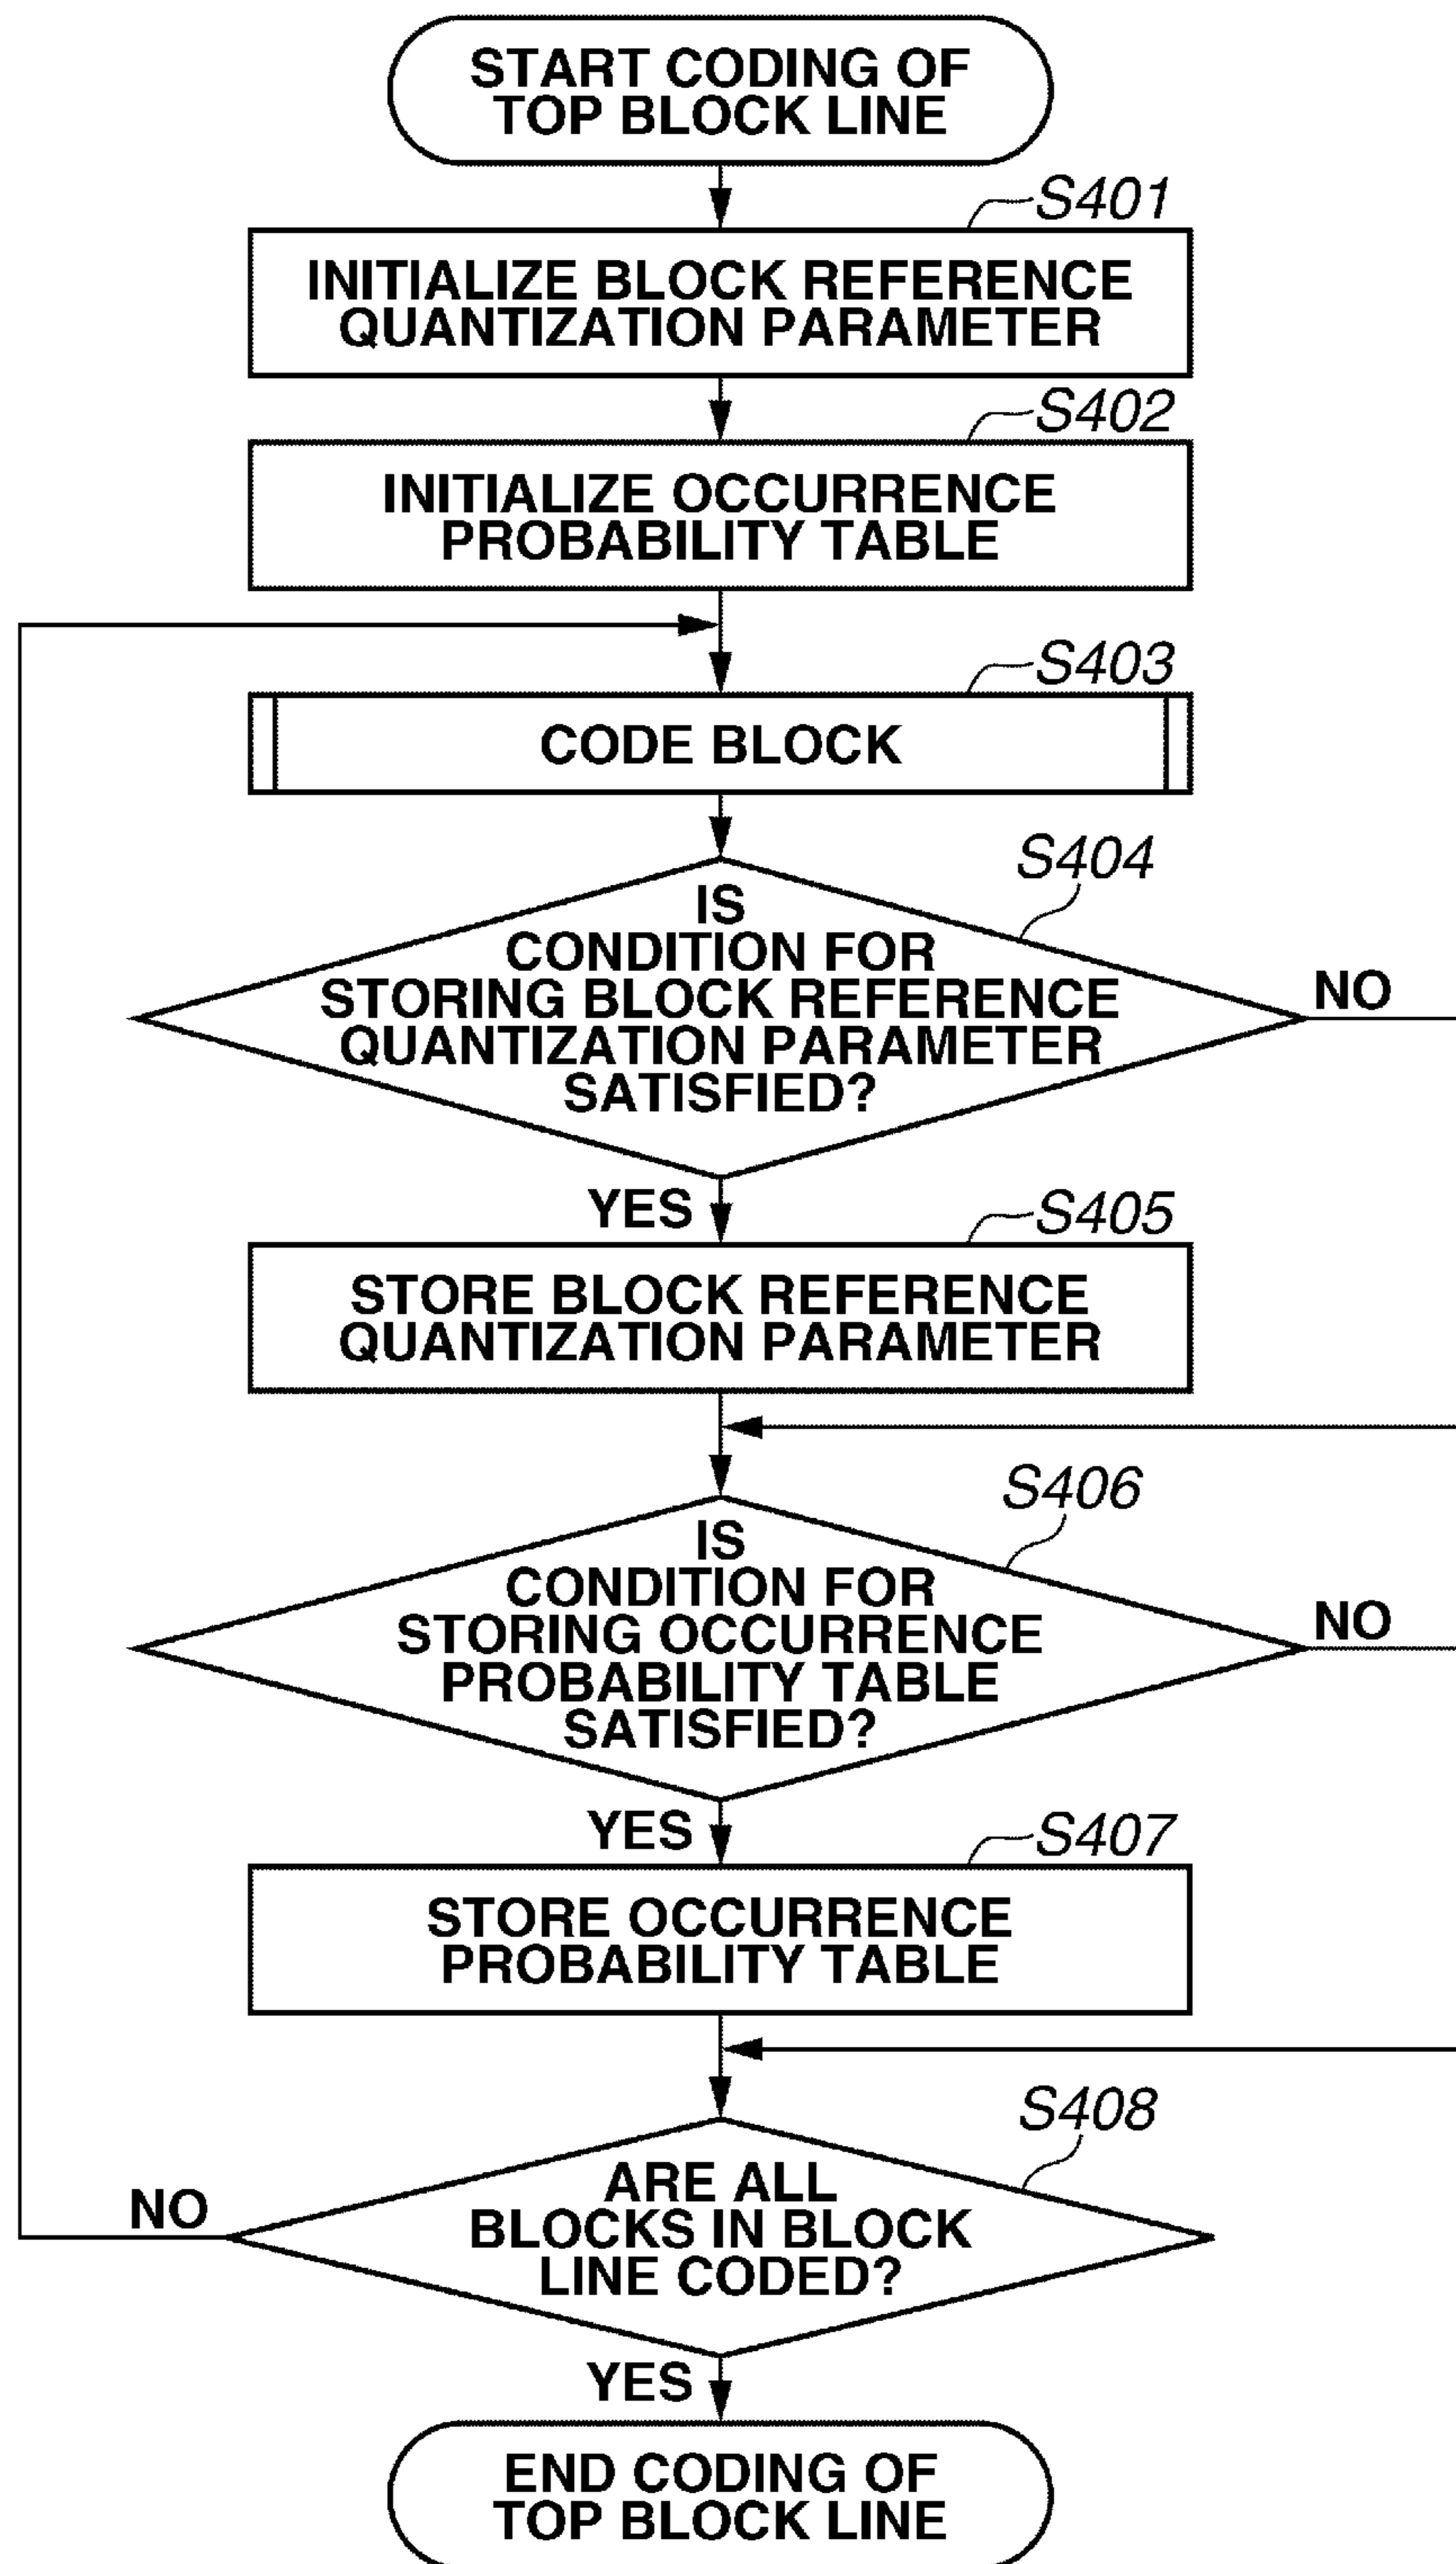 START CODING OF
TOP BLOCK LINE
S401
INITIALIZE BLOCK REFERENCE
QUANTIZATION PARAMETER
S402
INITIALIZE OCCURRENCE
PROBABILITY TABLE
S403
CODE BLOCK
S404
IS
CONDITION FOR
STORING BLOCK REFERENCE
QUANTIZATION PARAMETER
SATISFIED?
NO
YES
S405
STORE BLOCK REFERENCE
QUANTIZATION PARAMETER
S406
IS
CONDITION FOR
STORING OCCURRENCE
PROBABILITY TABLE
SATISFIED?
NO
YES
S407
STORE OCCURRENCE
PROBABILITY TABLE
S408
ARE ALL
BLOCKS IN BLOCK
LINE CODED?
NO
YES
END CODING OF
TOP BLOCK LINE